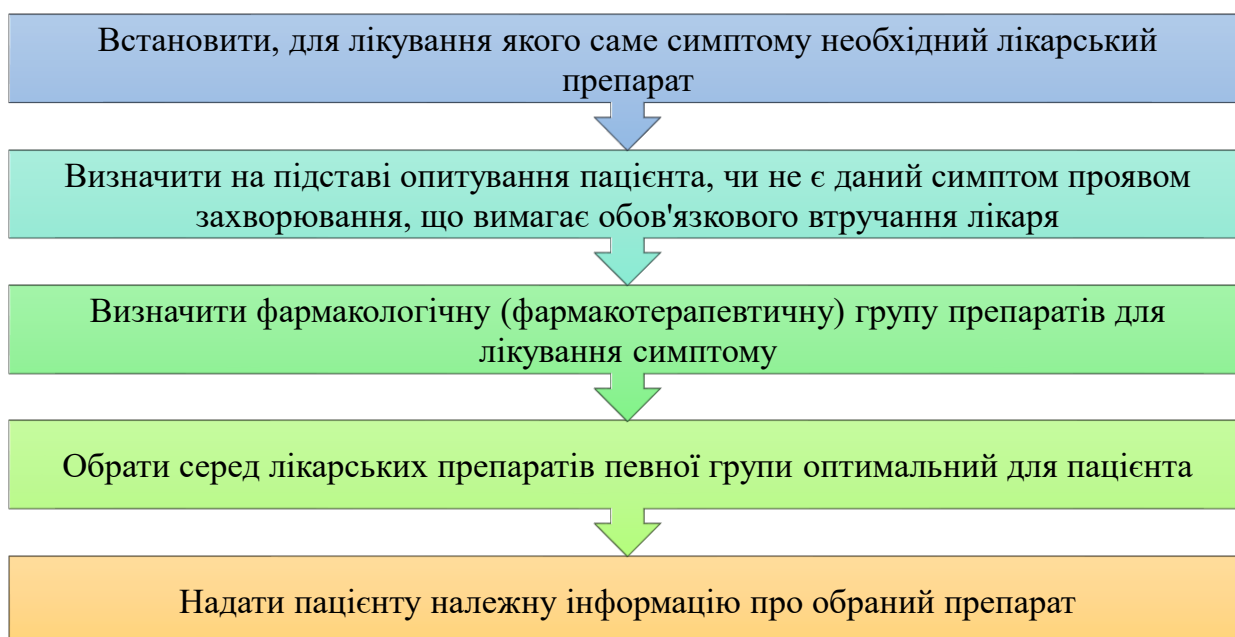 Встановити, для лікування якого саме симптому необхідний лікарський
препарат
Визначити на підставі опитування пацієнта, чи не є даний симптом проявом
захворювання, що вимагає обов'язкового втручання лікаря
Визначити фармакологічну (фармакотерапевтичну) групу препаратів для
лікування симптому
Обрати серед лікарських препаратів певної групи оптимальний для пацієнта
Надати пацієнту належну інформацію про обраний препарат